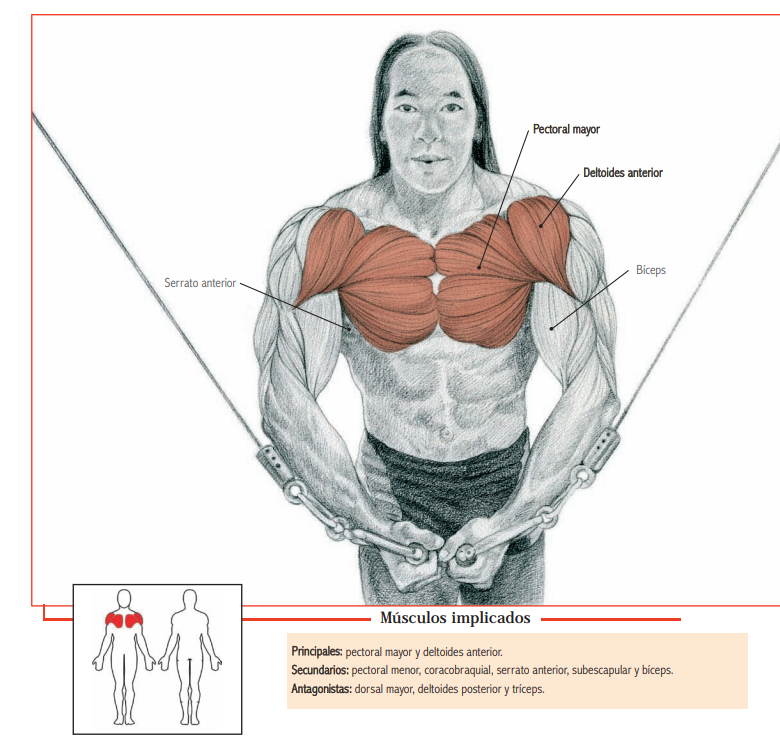 Pectoral mayor
Deltoides anterior
Serrato anterior
Bíceps
Músculos implicados
Principales: pectoral mayor y deltoides anterior.
Secundarios: pectoral menor, coracobraquial, serrato anterior, subescapular y bíceps.
Antagonistas: dorsal mayor, deltoides posterior y tríceps.